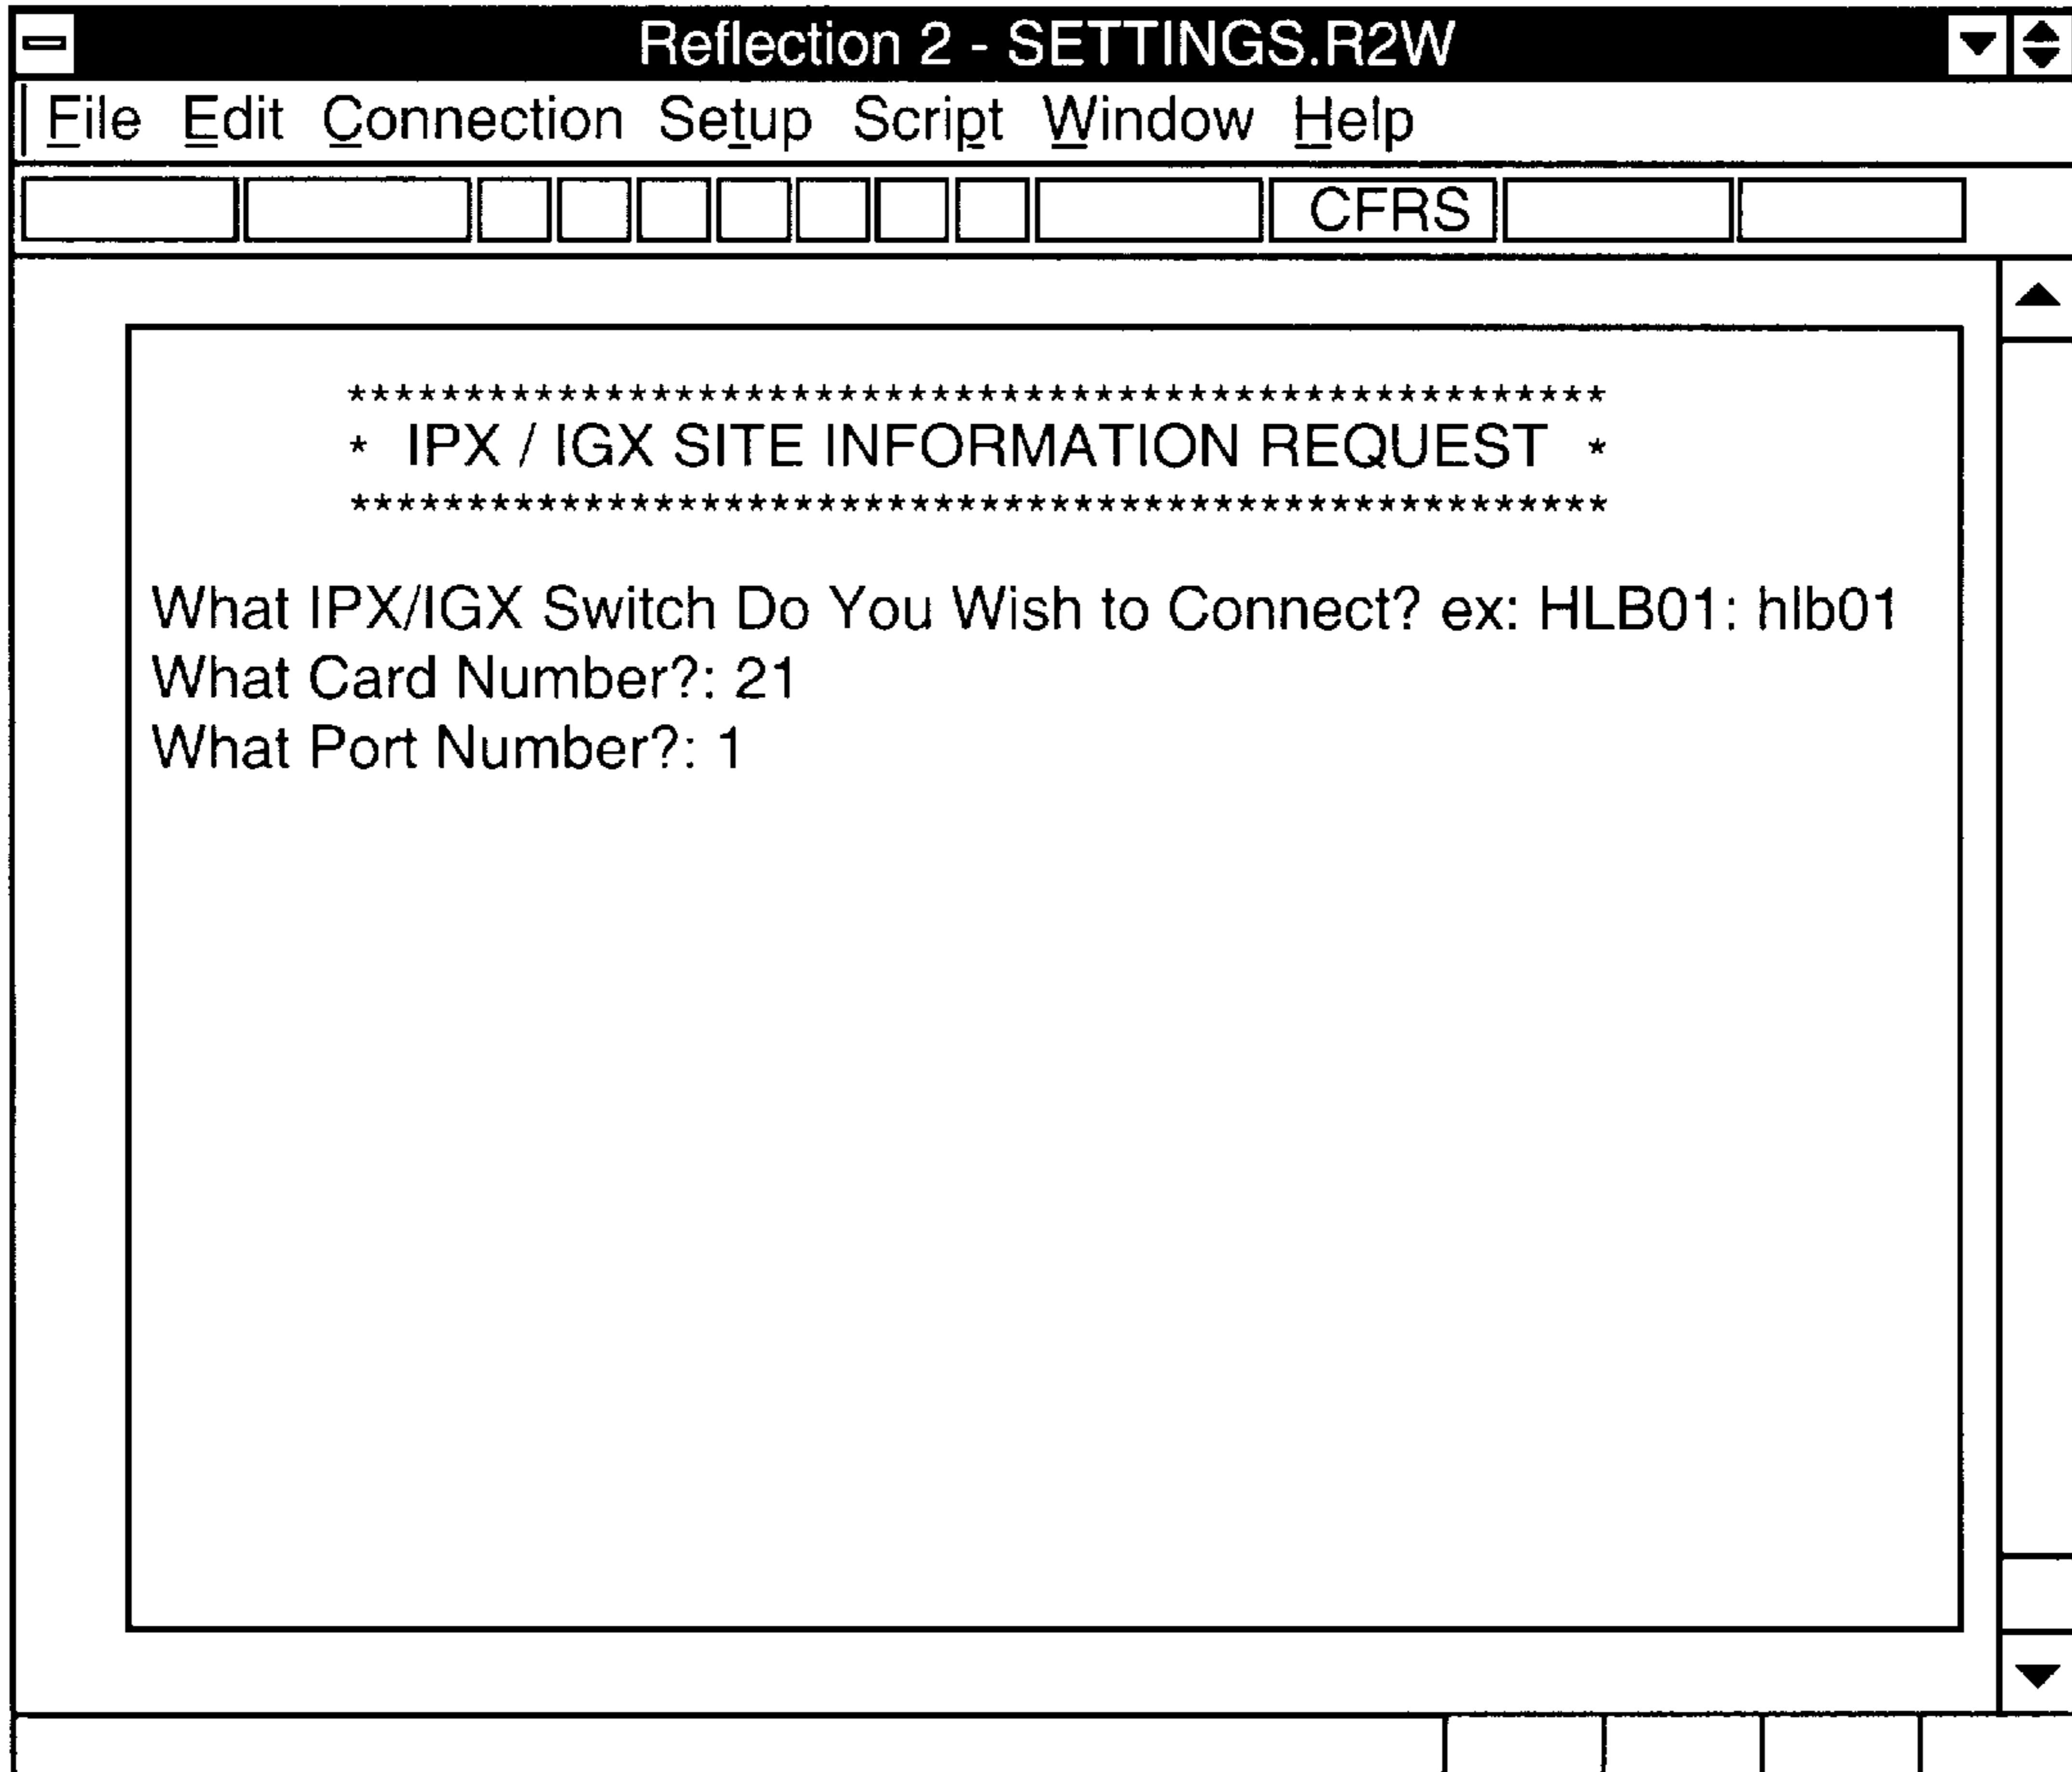 Reflection 2 - SETTINGS.R2W
File Edit Connection Setup Script Window Help
CFRS
******************************************************
* IPX / IGX SITE INFORMATION REQUEST *
******************************************************
What IPX/IGX Switch Do You Wish to Connect? ex: HLB01: hlb01
What Card Number?: 21
What Port Number?: 1